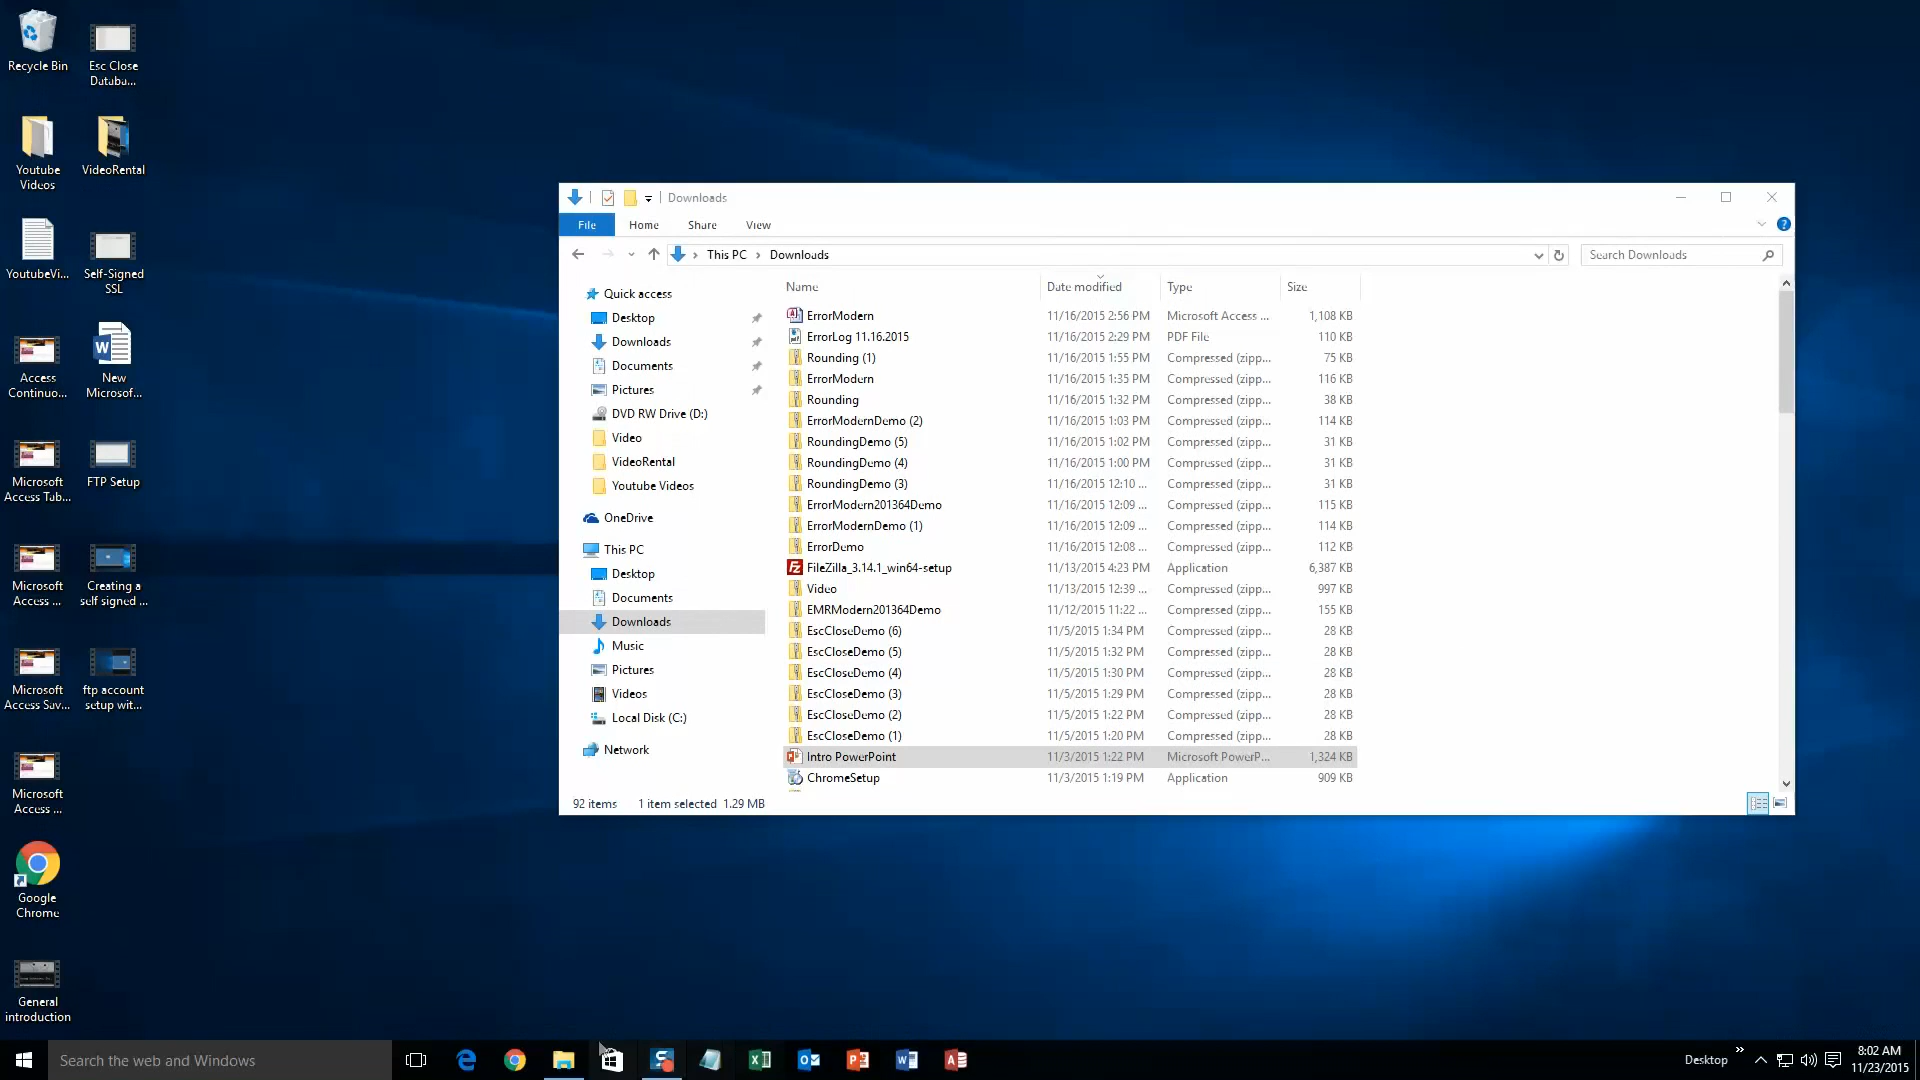 Recycle Bin
Esc Close
Databa...
Youtube
Videos
VideoRental
YoutubeVi...
Self-Signed
SSL
Access
Continuo...
New
Microsof...
Microsoft
Access Tab...
FTP Setup
Microsoft
Access ...
Creating a
self signed ...
Microsoft
Access Sav...
ftp account
setup wit...
Microsoft
Access ...
Google
Chrome
General
introduction
Downloads
File Home Share View
This PC > Downloads
Search Downloads
Quick access
Desktop
Downloads
Documents
Pictures
DVD RW Drive (D:)
Video
VideoRental
Youtube Videos
OneDrive
This PC
Desktop
Documents
Downloads
Music
Pictures
Videos
Local Disk (C:)
Network
Name Date modified Type Size
ErrorModern 11/16/2015 2:56 PM Microsoft Access ... 1,108 KB
ErrorLog 11.16.2015 11/16/2015 2:29 PM PDF File 110 KB
Rounding (1) 11/16/2015 1:55 PM Compressed (zipp... 75 KB
ErrorModern 11/16/2015 1:35 PM Compressed (zipp... 116 KB
Rounding 11/16/2015 1:32 PM Compressed (zipp... 38 KB
ErrorModernDemo (2) 11/16/2015 1:03 PM Compressed (zipp... 114 KB
RoundingDemo (5) 11/16/2015 1:02 PM Compressed (zipp... 31 KB
RoundingDemo (4) 11/16/2015 1:00 PM Compressed (zipp... 31 KB
RoundingDemo (3) 11/16/2015 12:10 ... Compressed (zipp... 31 KB
ErrorModern201364Demo 11/16/2015 12:09 ... Compressed (zipp... 115 KB
ErrorModernDemo (1) 11/16/2015 12:09 ... Compressed (zipp... 114 KB
ErrorDemo 11/16/2015 12:08 ... Compressed (zipp... 112 KB
FileZilla_3.14.1_win64-setup 11/13/2015 4:23 PM Application 6,387 KB
Video 11/13/2015 12:39 ... Compressed (zipp... 997 KB
EMRModern201364Demo 11/12/2015 11:22 ... Compressed (zipp... 155 KB
EscCloseDemo (6) 11/5/2015 1:34 PM Compressed (zipp... 28 KB
EscCloseDemo (5) 11/5/2015 1:32 PM Compressed (zipp... 28 KB
EscCloseDemo (4) 11/5/2015 1:30 PM Compressed (zipp... 28 KB
EscCloseDemo (3) 11/5/2015 1:29 PM Compressed (zipp... 28 KB
EscCloseDemo (2) 11/5/2015 1:22 PM Compressed (zipp... 28 KB
EscCloseDemo (1) 11/5/2015 1:20 PM Compressed (zipp... 28 KB
Intro PowerPoint 11/3/2015 1:22 PM Microsoft PowerP... 1,324 KB
ChromeSetup 11/3/2015 1:19 PM Application 909 KB
92 items 1 item selected 1.29 MB
Search the web and Windows
Desktop
8:02 AM
11/23/2015